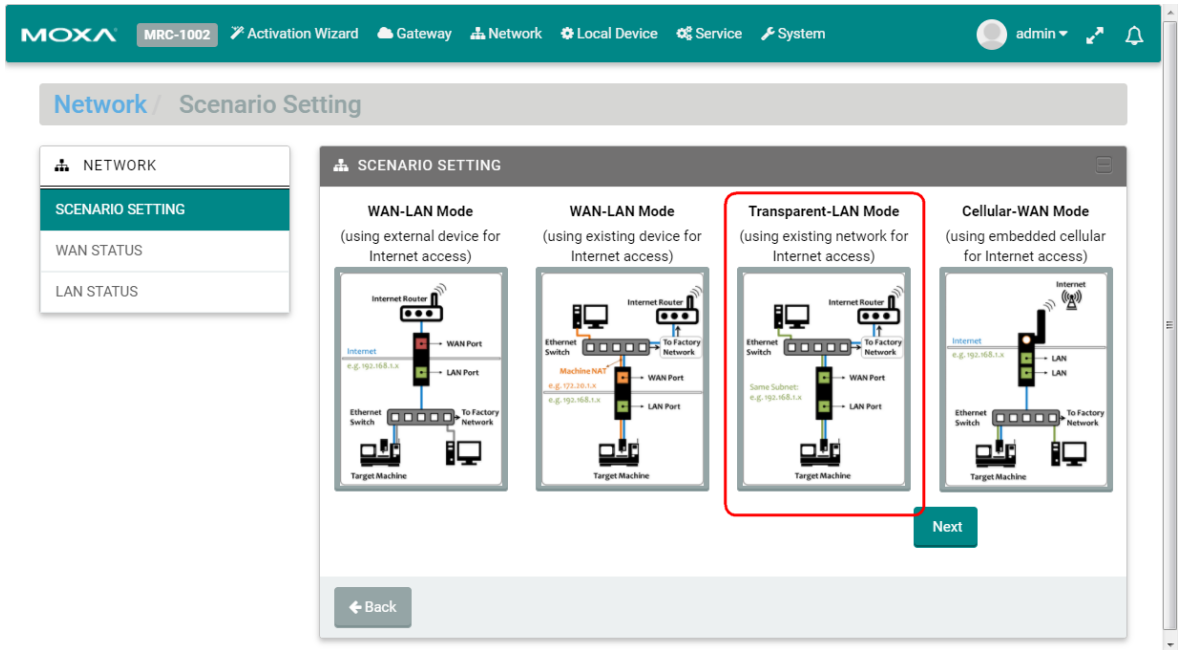 MOXA MRC-1002 Activation Wizard Gateway Network Local Device Service System admin
Network / Scenario Setting
NETWORK
SCENARIO SETTING
WAN STATUS
LAN STATUS
SCENARIO SETTING
WAN-LAN Mode
(using external device for
Internet access)
Internet Router
WAN Port
Internet
e.g. 192.168.1.x
LAN Port
Ethernet
Switch
To Factory
Network
Target Machine
WAN-LAN Mode
(using existing device for
Internet access)
Internet Router
Ethernet
Switch
To Factory
Network
Machine NAT
e.g. 172.20.1.x
WAN Port
e.g. 192.168.1.x
LAN Port
Target Machine
Transparent-LAN Mode
(using existing network for
Internet access)
Internet Router
Ethernet
Switch
To Factory
Network
WAN Port
Same Subnet:
e.g. 192.168.1.x
LAN Port
Target Machine
Cellular-WAN Mode
(using embedded cellular
for Internet access)
Internet
Internet
e.g. 192.168.1.x
LAN
LAN
Ethernet
Switch
To Factory
Network
Target Machine
Next
Back